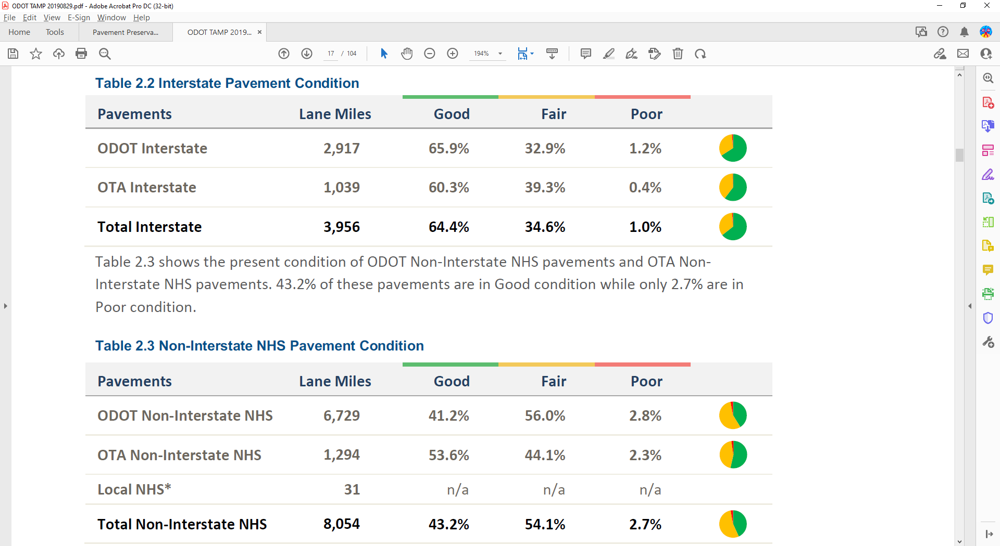 ODOT TAMP 20190829.pdf - Adobe Acrobat Pro DC (32-bit)
File Edit View E-Sign Window Help
Home Tools Pavement Preserva... ODOT TAMP 2019... ×
17 / 104 194%
Table 2.2 Interstate Pavement Condition
Pavements Lane Miles Good Fair Poor
ODOT Interstate 2,917 65.9% 32.9% 1.2%
OTA Interstate 1,039 60.3% 39.3% 0.4%
Total Interstate 3,956 64.4% 34.6% 1.0%
Table 2.3 shows the present condition of ODOT Non-Interstate NHS pavements and OTA Non-
Interstate NHS pavements. 43.2% of these pavements are in Good condition while only 2.7% are in
Poor condition.
Table 2.3 Non-Interstate NHS Pavement Condition
Pavements Lane Miles Good Fair Poor
ODOT Non-Interstate NHS 6,729 41.2% 56.0% 2.8%
OTA Non-Interstate NHS 1,294 53.6% 44.1% 2.3%
Local NHS* 31 n/a n/a n/a
Total Non-Interstate NHS 8,054 43.2% 54.1% 2.7%